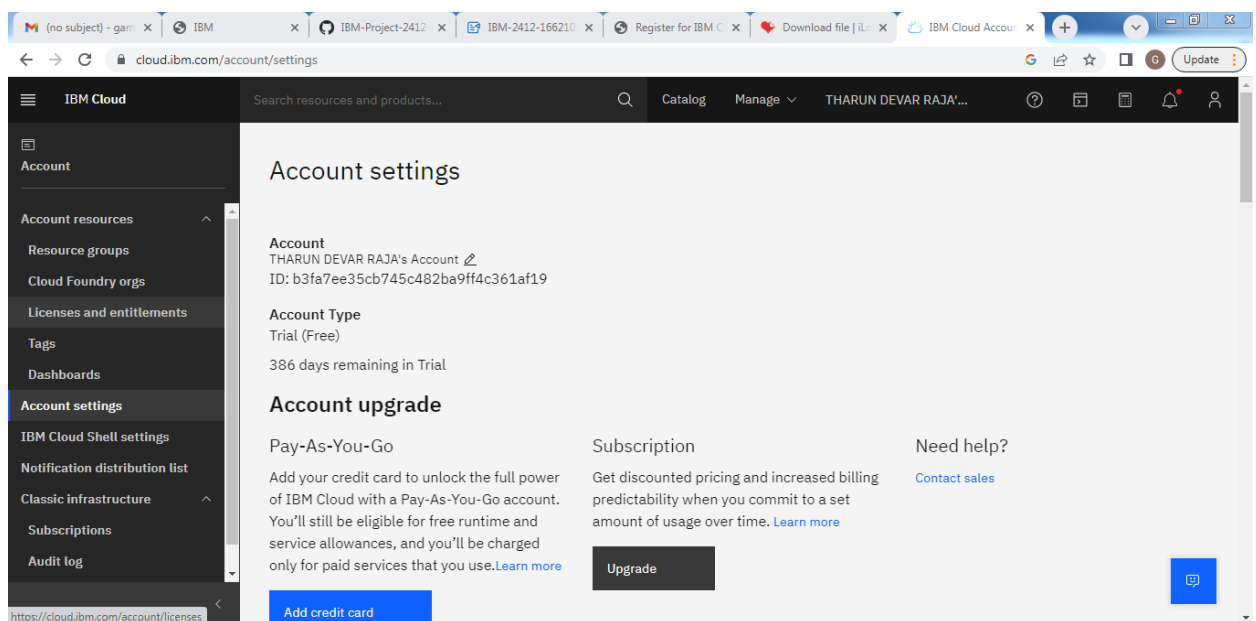 (no subject) - gam
IBM
IBM-Project-2412-
IBM-2412-166210
Register for IBM C
Download file | iLo
IBM Cloud Accoun
cloud.ibm.com/account/settings
G
Update
IBM Cloud
Search resources and products...
Catalog
Manage
THARUN DEVAR RAJA'...
Account
Account resources
Resource groups
Cloud Foundry orgs
Licenses and entitlements
Tags
Dashboards
Account settings
IBM Cloud Shell settings
Notification distribution list
Classic infrastructure
Subscriptions
Audit log
https://cloud.ibm.com/account/licenses
Account settings
Account
THARUN DEVAR RAJA's Account
ID: b3fa7ee35cb745c482ba9ff4c361af19
Account Type
Trial (Free)
386 days remaining in Trial
Account upgrade
Pay-As-You-Go
Add your credit card to unlock the full power
of IBM Cloud with a Pay-As-You-Go account.
You’ll still be eligible for free runtime and
service allowances, and you’ll be charged
only for paid services that you use.Learn more
Add credit card
Subscription
Get discounted pricing and increased billing
predictability when you commit to a set
amount of usage over time. Learn more
Upgrade
Need help?
Contact sales